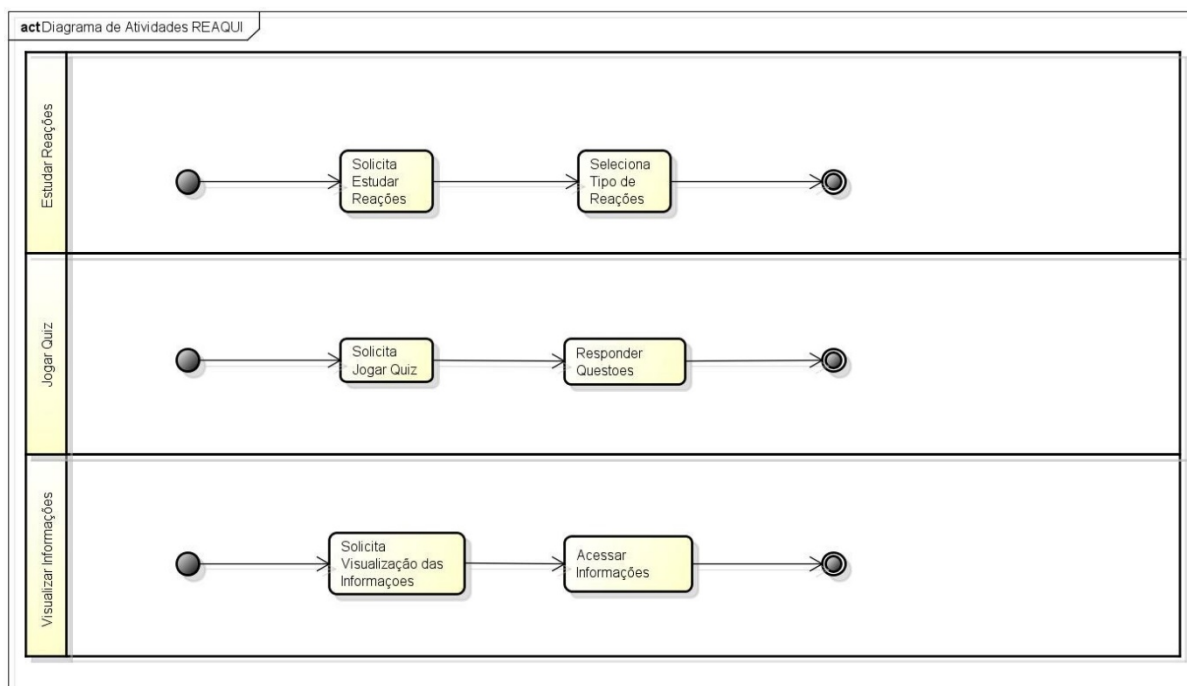 act Diagrama de Atividades REAQUI
Estudar Reações
Solicita
Estudar
Reações
Seleciona
Tipo de
Reações
Jogar Quiz
Solicita
Jogar Quiz
Responder
Questoes
Visualizar Informações
Solicita
Visualização das
Informaçoes
Acessar
Informações